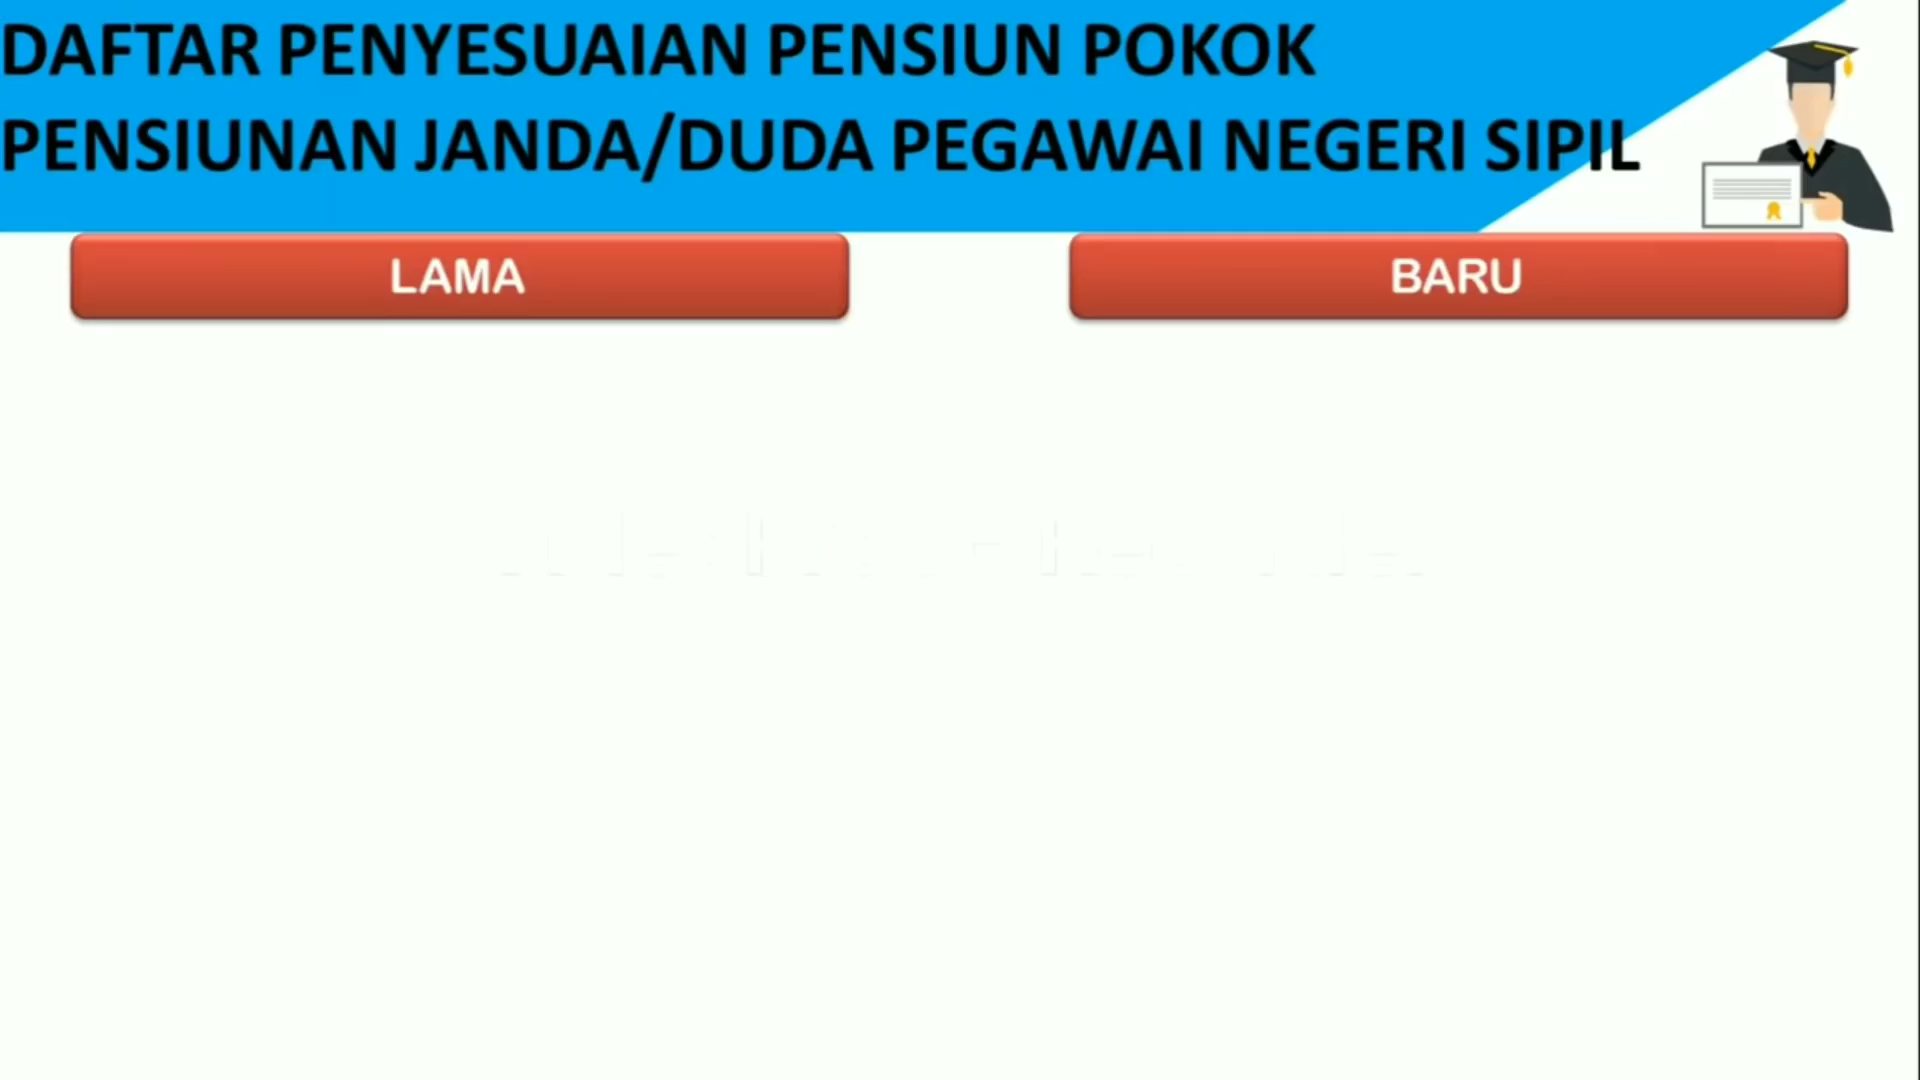 DAFTAR PENYESUAIAN PENSIUN POKOK
PENSIUNAN JANDA/DUDA PEGAWAI NEGERI SIPIL
LAMA
BARU